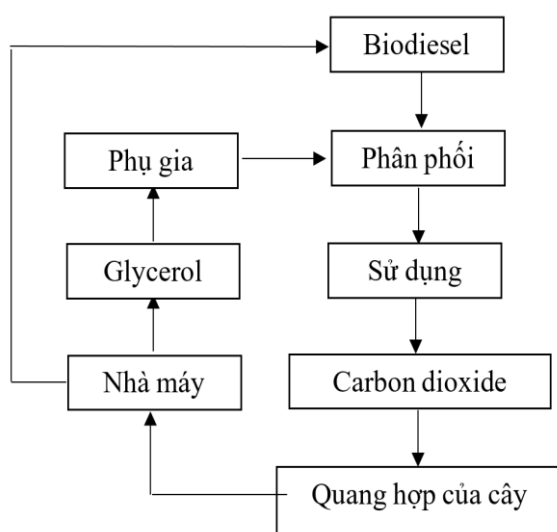 Biodiesel
Phụ gia
Phân phối
Glycerol
Sử dụng
Nhà máy
Carbon dioxide
Quang hợp của cây